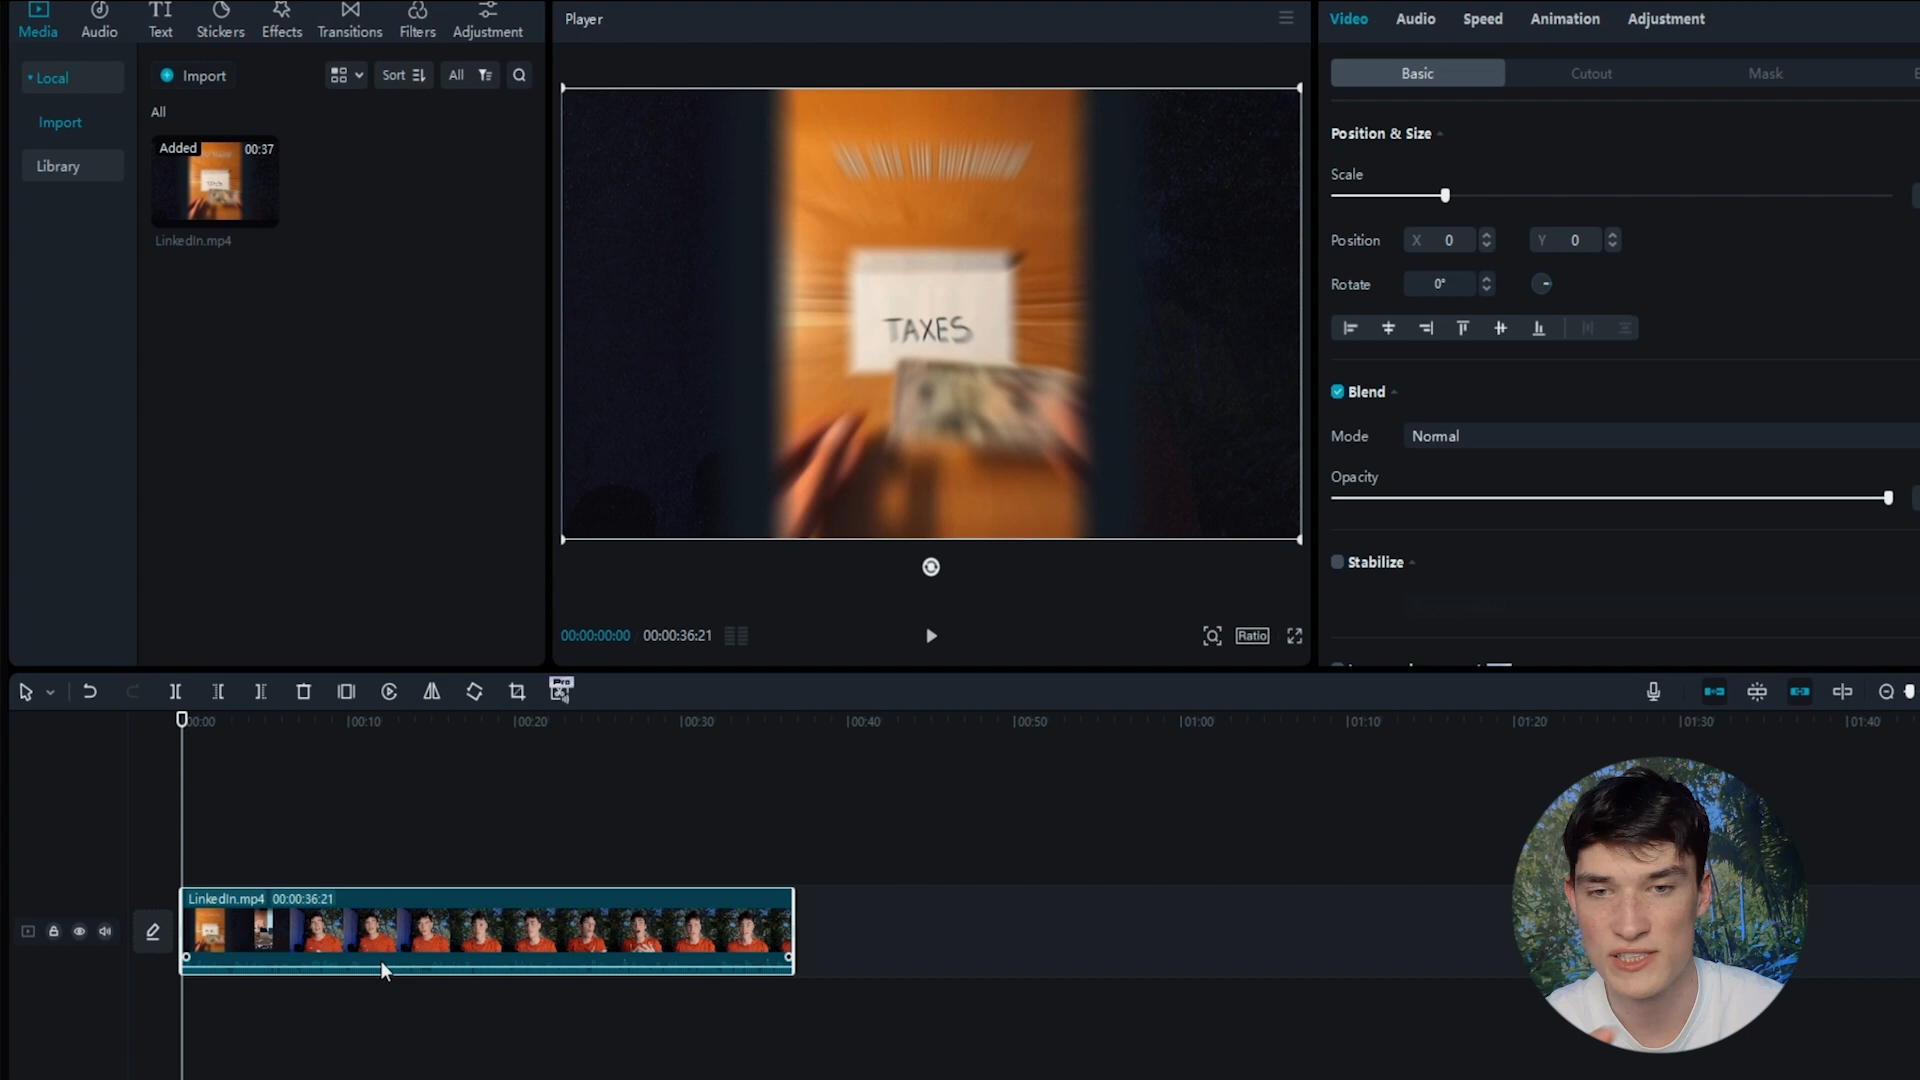 Media
Audio
Text
Stickers
Effects
Transitions
Filters
Adjustment
Player
Video
Audio
Speed
Animation
Adjustment
Local
Import
Library
Import
Sort
All
All
Added
00:37
LinkedIn.mp4
TAXES
Basic
Cutout
Mask
Position & Size
Scale
Position
X
0
Y
0
Rotate
0°
Blend
Mode
Normal
Opacity
Stabilize
00:00:00:00
00:00:36:21
Ratio
Pro
00:00
00:10
00:20
00:30
00:40
00:50
01:00
01:10
01:20
01:30
01:40
LinkedIn.mp4 00:00:36:21